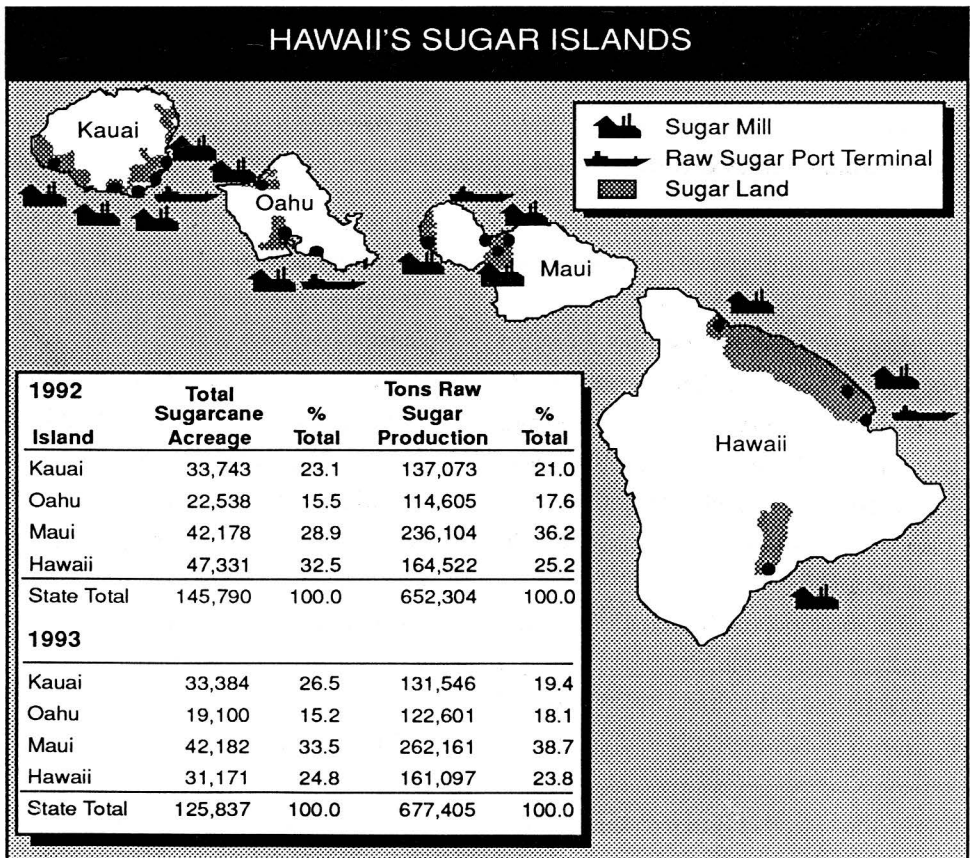 HAWAII'S SUGAR ISLANDS
Kauai
Oahu
Maui
Hawaii
Sugar Mill
Raw Sugar Port Terminal
Sugar Land
1992 Total Tons Raw
Sugarcane % Sugar %
Island Acreage Total Production Total
Kauai 33,743 23.1 137,073 21.0
Oahu 22,538 15.5 114,605 17.6
Maui 42,178 28.9 236,104 36.2
Hawaii 47,331 32.5 164,522 25.2
State Total 145,790 100.0 652,304 100.0
1993
Kauai 33,384 26.5 131,546 19.4
Oahu 19,100 15.2 122,601 18.1
Maui 42,182 33.5 262,161 38.7
Hawaii 31,171 24.8 161,097 23.8
State Total 125,837 100.0 677,405 100.0